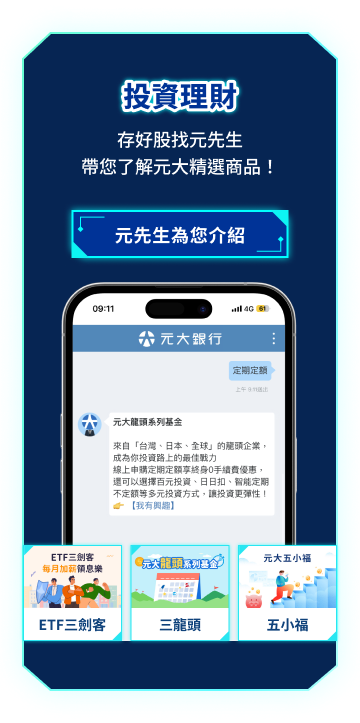 投資理財
存好股找元先生
帶您了解元大精選商品！
元先生為您介紹
09:11
4G 61
元大銀行
定期定額
元大龍頭系列基金
來自「台灣、日本、全球」的龍頭企業，
成為你投資路上的最佳戰力
線上申購定期定額享終身0手續費優惠，
還可以選擇百元投資、日日扣、智能定期
不定額等多元投資方式，讓投資更彈性！
👉【我有興趣】
ETF三劍客
每月加薪領息樂
元大龍頭系列基金
元大五小福
ETF三劍客
三龍頭
五小福